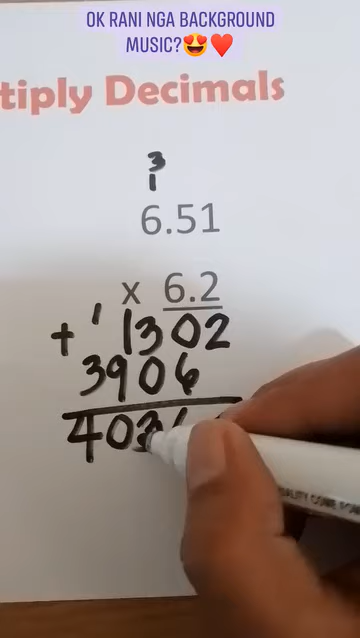 OK RANI NGA BACKGROUND
MUSIC?😍❤️
tiply Decimals
3
1
6.51
x 6.2
1
+ 1302
3906
403